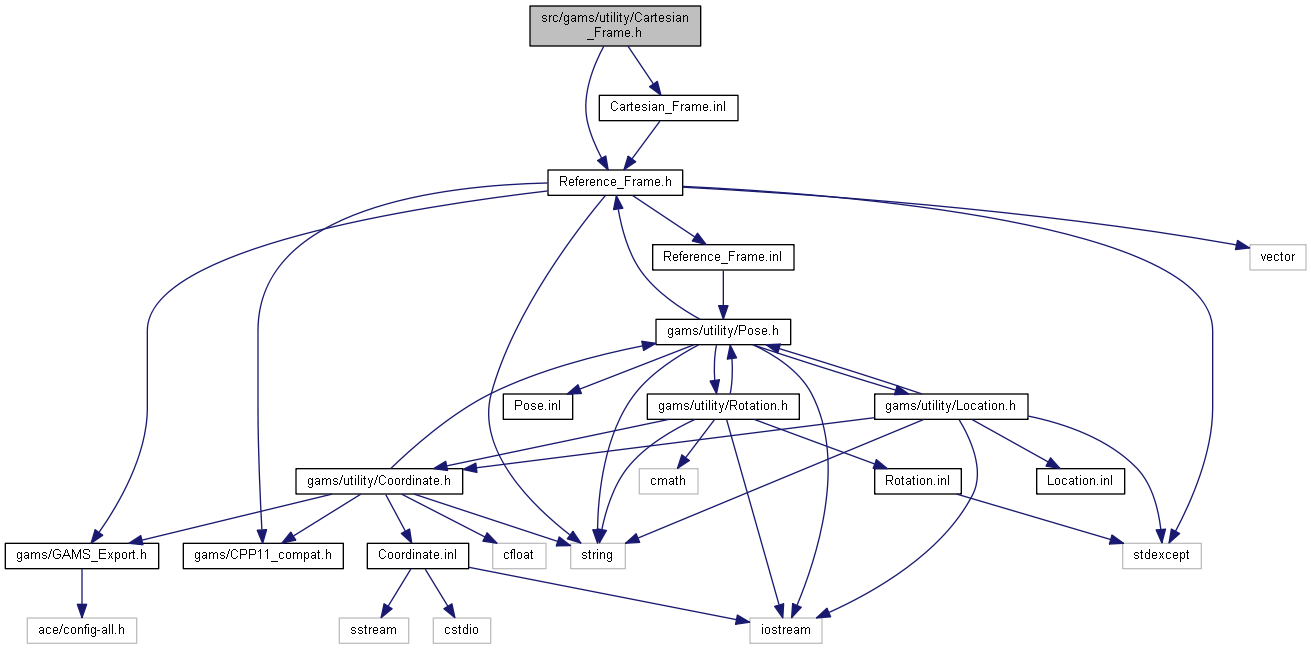 src/gams/utility/Cartesian
_Frame.h
Cartesian_Frame.inl
Reference_Frame.h
Reference_Frame.inl
vector
gams/utility/Pose.h
Pose.inl
gams/utility/Rotation.h
gams/utility/Location.h
gams/utility/Coordinate.h
cmath
Rotation.inl
Location.inl
gams/GAMS_Export.h
gams/CPP11_compat.h
Coordinate.inl
cfloat
string
stdexcept
ace/config-all.h
sstream
cstdio
iostream